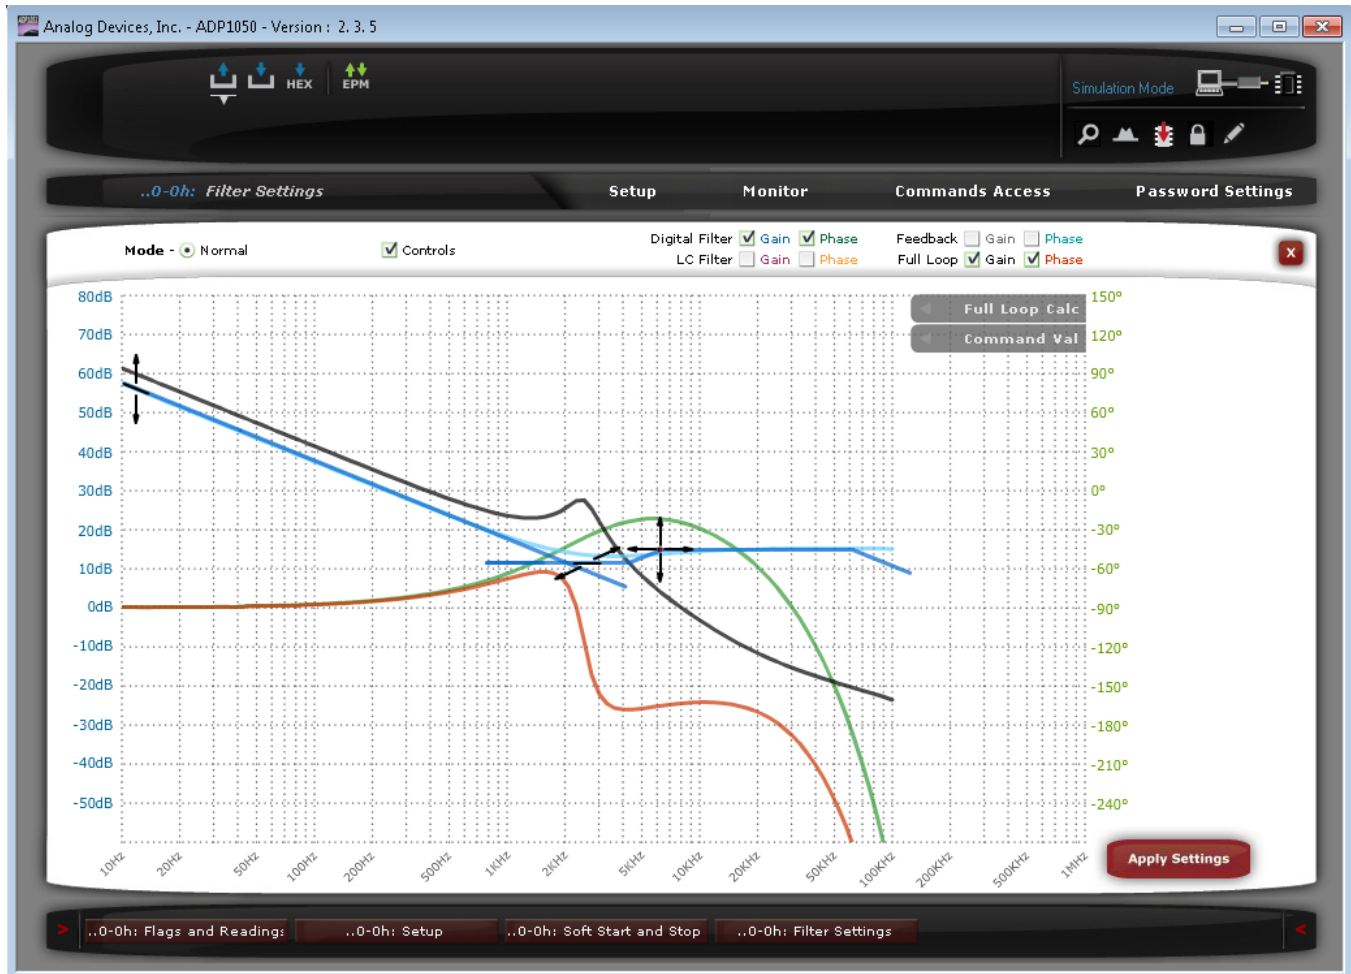 Analog Devices, Inc. - ADP1050 - Version : 2. 3. 5
HEX
EPM
Simulation Mode
..0-0h: Filter Settings
Setup
Monitor
Commands Access
Password Settings
Mode - Normal
Controls
Digital Filter Gain Phase
Feedback Gain Phase
LC Filter Gain Phase
Full Loop Gain Phase
X
Full Loop Calc
Command Val
80dB
70dB
60dB
50dB
40dB
30dB
20dB
10dB
0dB
-10dB
-20dB
-30dB
-40dB
-50dB
150°
120°
90°
60°
30°
0°
-30°
-60°
-90°
-120°
-150°
-180°
-210°
-240°
10Hz
20Hz
50Hz
100Hz
200Hz
500Hz
1KHz
2KHz
5KHz
10KHz
20KHz
50KHz
100KHz
200KHz
500KHz
1MHz
Apply Settings
..0-0h: Flags and Readings
..0-0h: Setup
..0-0h: Soft Start and Stop
..0-0h: Filter Settings